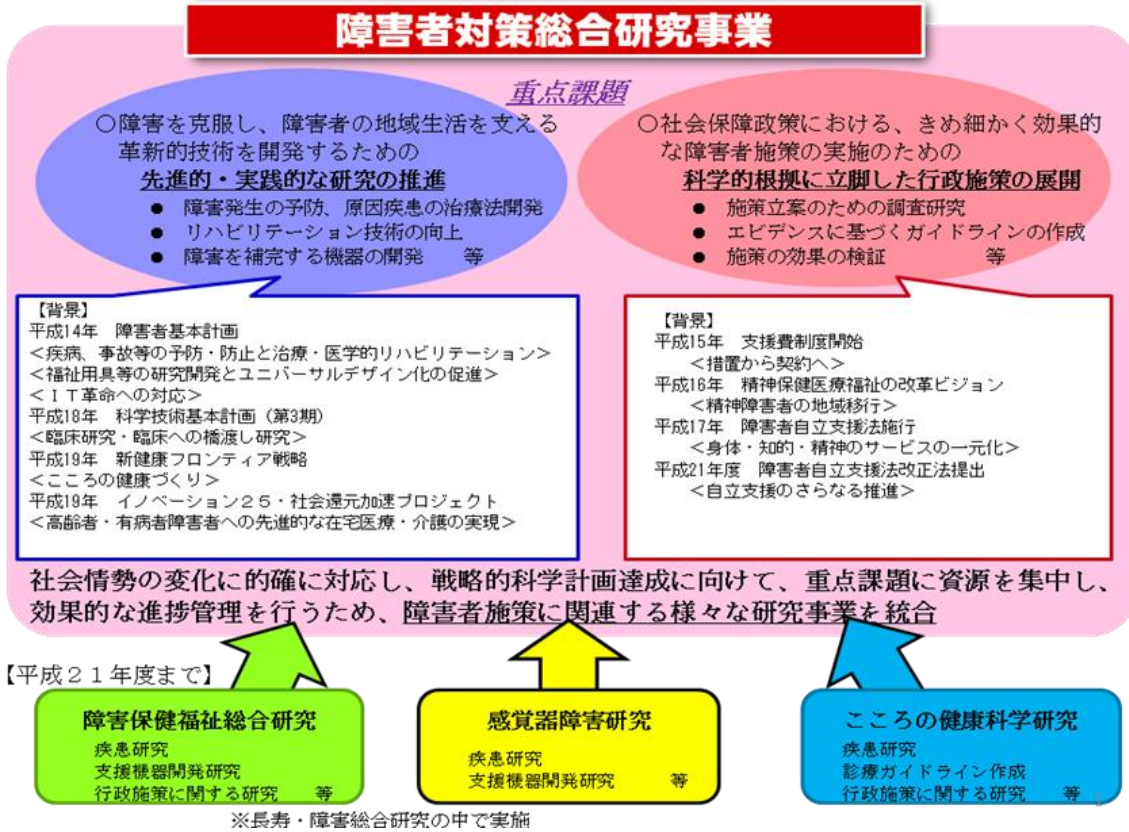 障害者対策総合研究事業
重点課題
○障害を克服し、障害者の地域生活を支える
革新的技術を開発するための
先進的・実践的な研究の推進
● 障害発生の予防、原因疾患の治療法開発
● リハビリテーション技術の向上
● 障害を補完する機器の開発 等
○社会保障政策における、きめ細かく効果的
な障害者施策の実施のための
科学的根拠に立脚した行政施策の展開
● 施策立案のための調査研究
● エビデンスに基づくガイドラインの作成
● 施策の効果の検証 等
【背景】
平成14年 障害者基本計画
<疾病、事故等の予防・防止と治療・医学的リハビリテーション>
<福祉用具等の研究開発とユニバーサルデザイン化の促進>
<ＩＴ革命への対応>
平成18年 科学技術基本計画（第3期）
<臨床研究・臨床への橋渡し研究>
平成19年 新健康フロンティア戦略
<こころの健康づくり>
平成19年 イノベーション２５・社会還元加速プロジェクト
<高齢者・有病者障害者への先進的な在宅医療・介護の実現>
【背景】
平成15年 支援費制度開始
<措置から契約へ>
平成16年 精神保健医療福祉の改革ビジョン
<精神障害者の地域移行>
平成17年 障害者自立支援法施行
<身体・知的・精神のサービスの一元化>
平成21年度 障害者自立支援法改正法提出
<自立支援のさらなる推進>
社会情勢の変化に的確に対応し、戦略的科学計画達成に向けて、重点課題に資源を集中し、
効果的な進捗管理を行うため、障害者施策に関連する様々な研究事業を統合
【平成２１年度まで】
障害保健福祉総合研究
疾患研究
支援機器開発研究
行政施策に関する研究 等
感覚器障害研究
疾患研究
支援機器開発研究 等
こころの健康科学研究
疾患研究
診療ガイドライン作成
行政施策に関する研究 等
※長寿・障害総合研究の中で実施